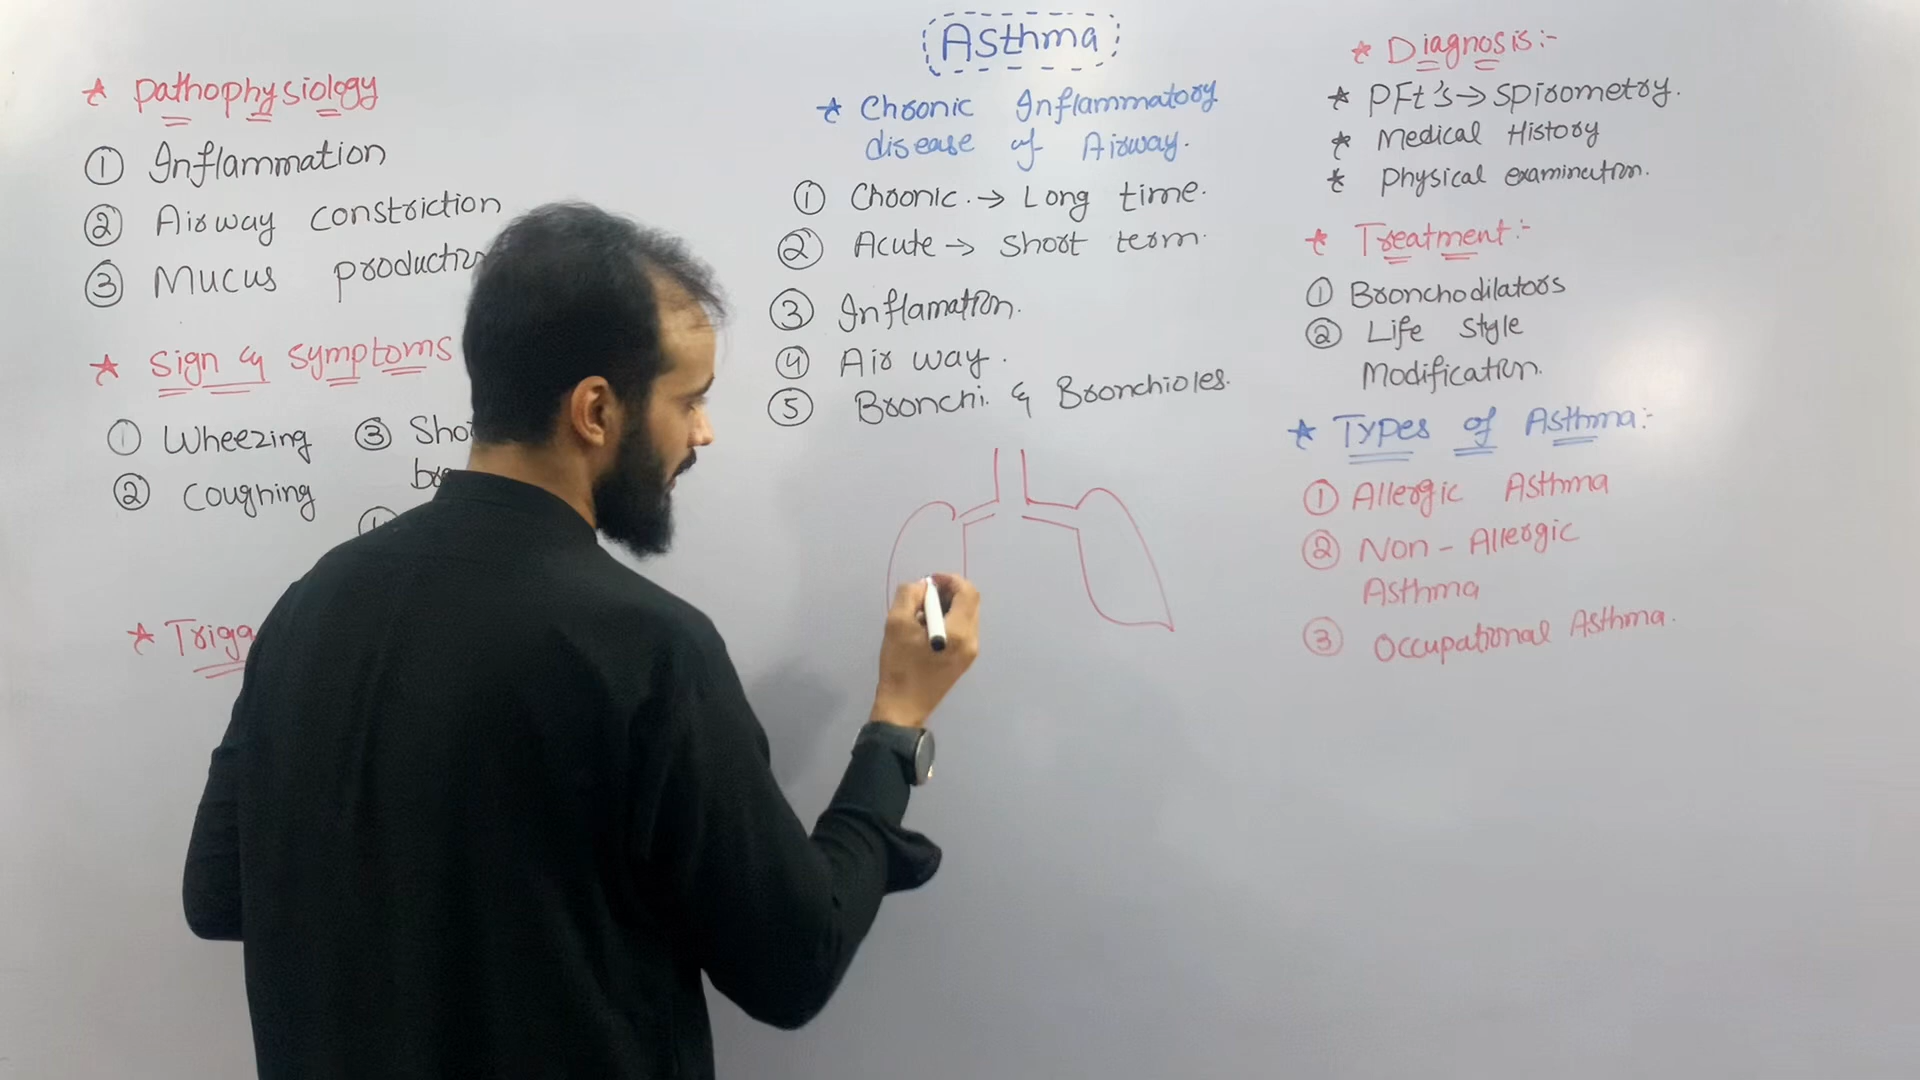 Asthma
* Pathophysiology
① Inflammation
② Airway constriction
③ Mucus production
* Sign & symptoms
① Wheezing
② Coughing
③
④
*
* Chronic Inflammatory
disease of Airway.
① Chronic. → Long time.
② Acute → Short term.
③ Inflamation.
④ Air way.
⑤ Bronchi. & Bronchioles.
* Diagnosis:-
* PFt's → Spirometry.
* Medical History
* Physical examination.
* Treatment:-
① Bronchodilators
② Life Style
Modification.
* Types of Asthma:-
① Allergic Asthma
② Non - Allergic
Asthma
③ Occupational Asthma.